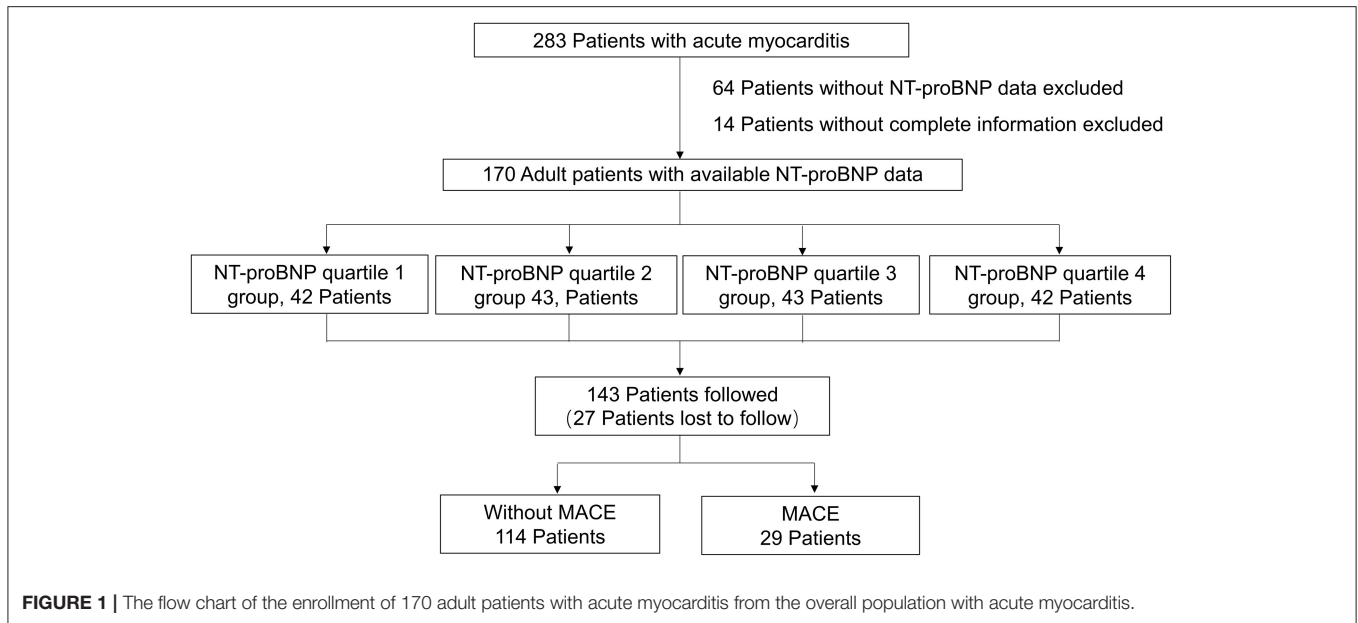 283 Patients with acute myocarditis
64 Patients without NT-proBNP data excluded
14 Patients without complete information excluded
170 Adult patients with available NT-proBNP data
NT-proBNP quartile 1
group, 42 Patients
NT-proBNP quartile 2
group 43, Patients
NT-proBNP quartile 3
group, 43 Patients
NT-proBNP quartile 4
group, 42 Patients
143 Patients followed
(27 Patients lost to follow)
Without MACE
114 Patients
MACE
29 Patients
FIGURE 1 | The flow chart of the enrollment of 170 adult patients with acute myocarditis from the overall population with acute myocarditis.